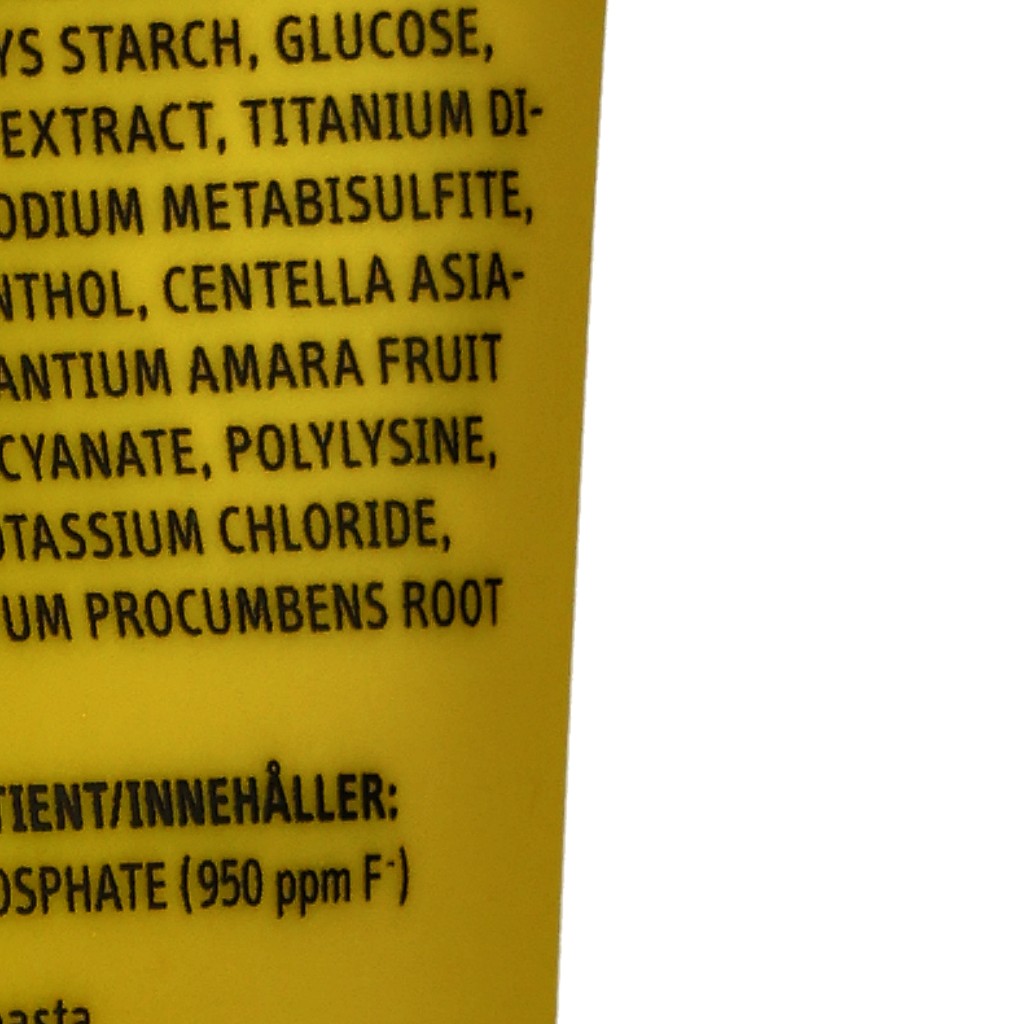 YS STARCH, GLUCOSE,
EXTRACT, TITANIUM DI-
ODIUM METABISULFITE,
NTHOL, CENTELLA ASIA-
ANTIUM AMARA FRUIT
CYANATE, POLYLYSINE,
OTASSIUM CHLORIDE,
UM PROCUMBENS ROOT
TIENT/INNEHÅLLER:
OSPHATE (950 ppm F-)
pasta